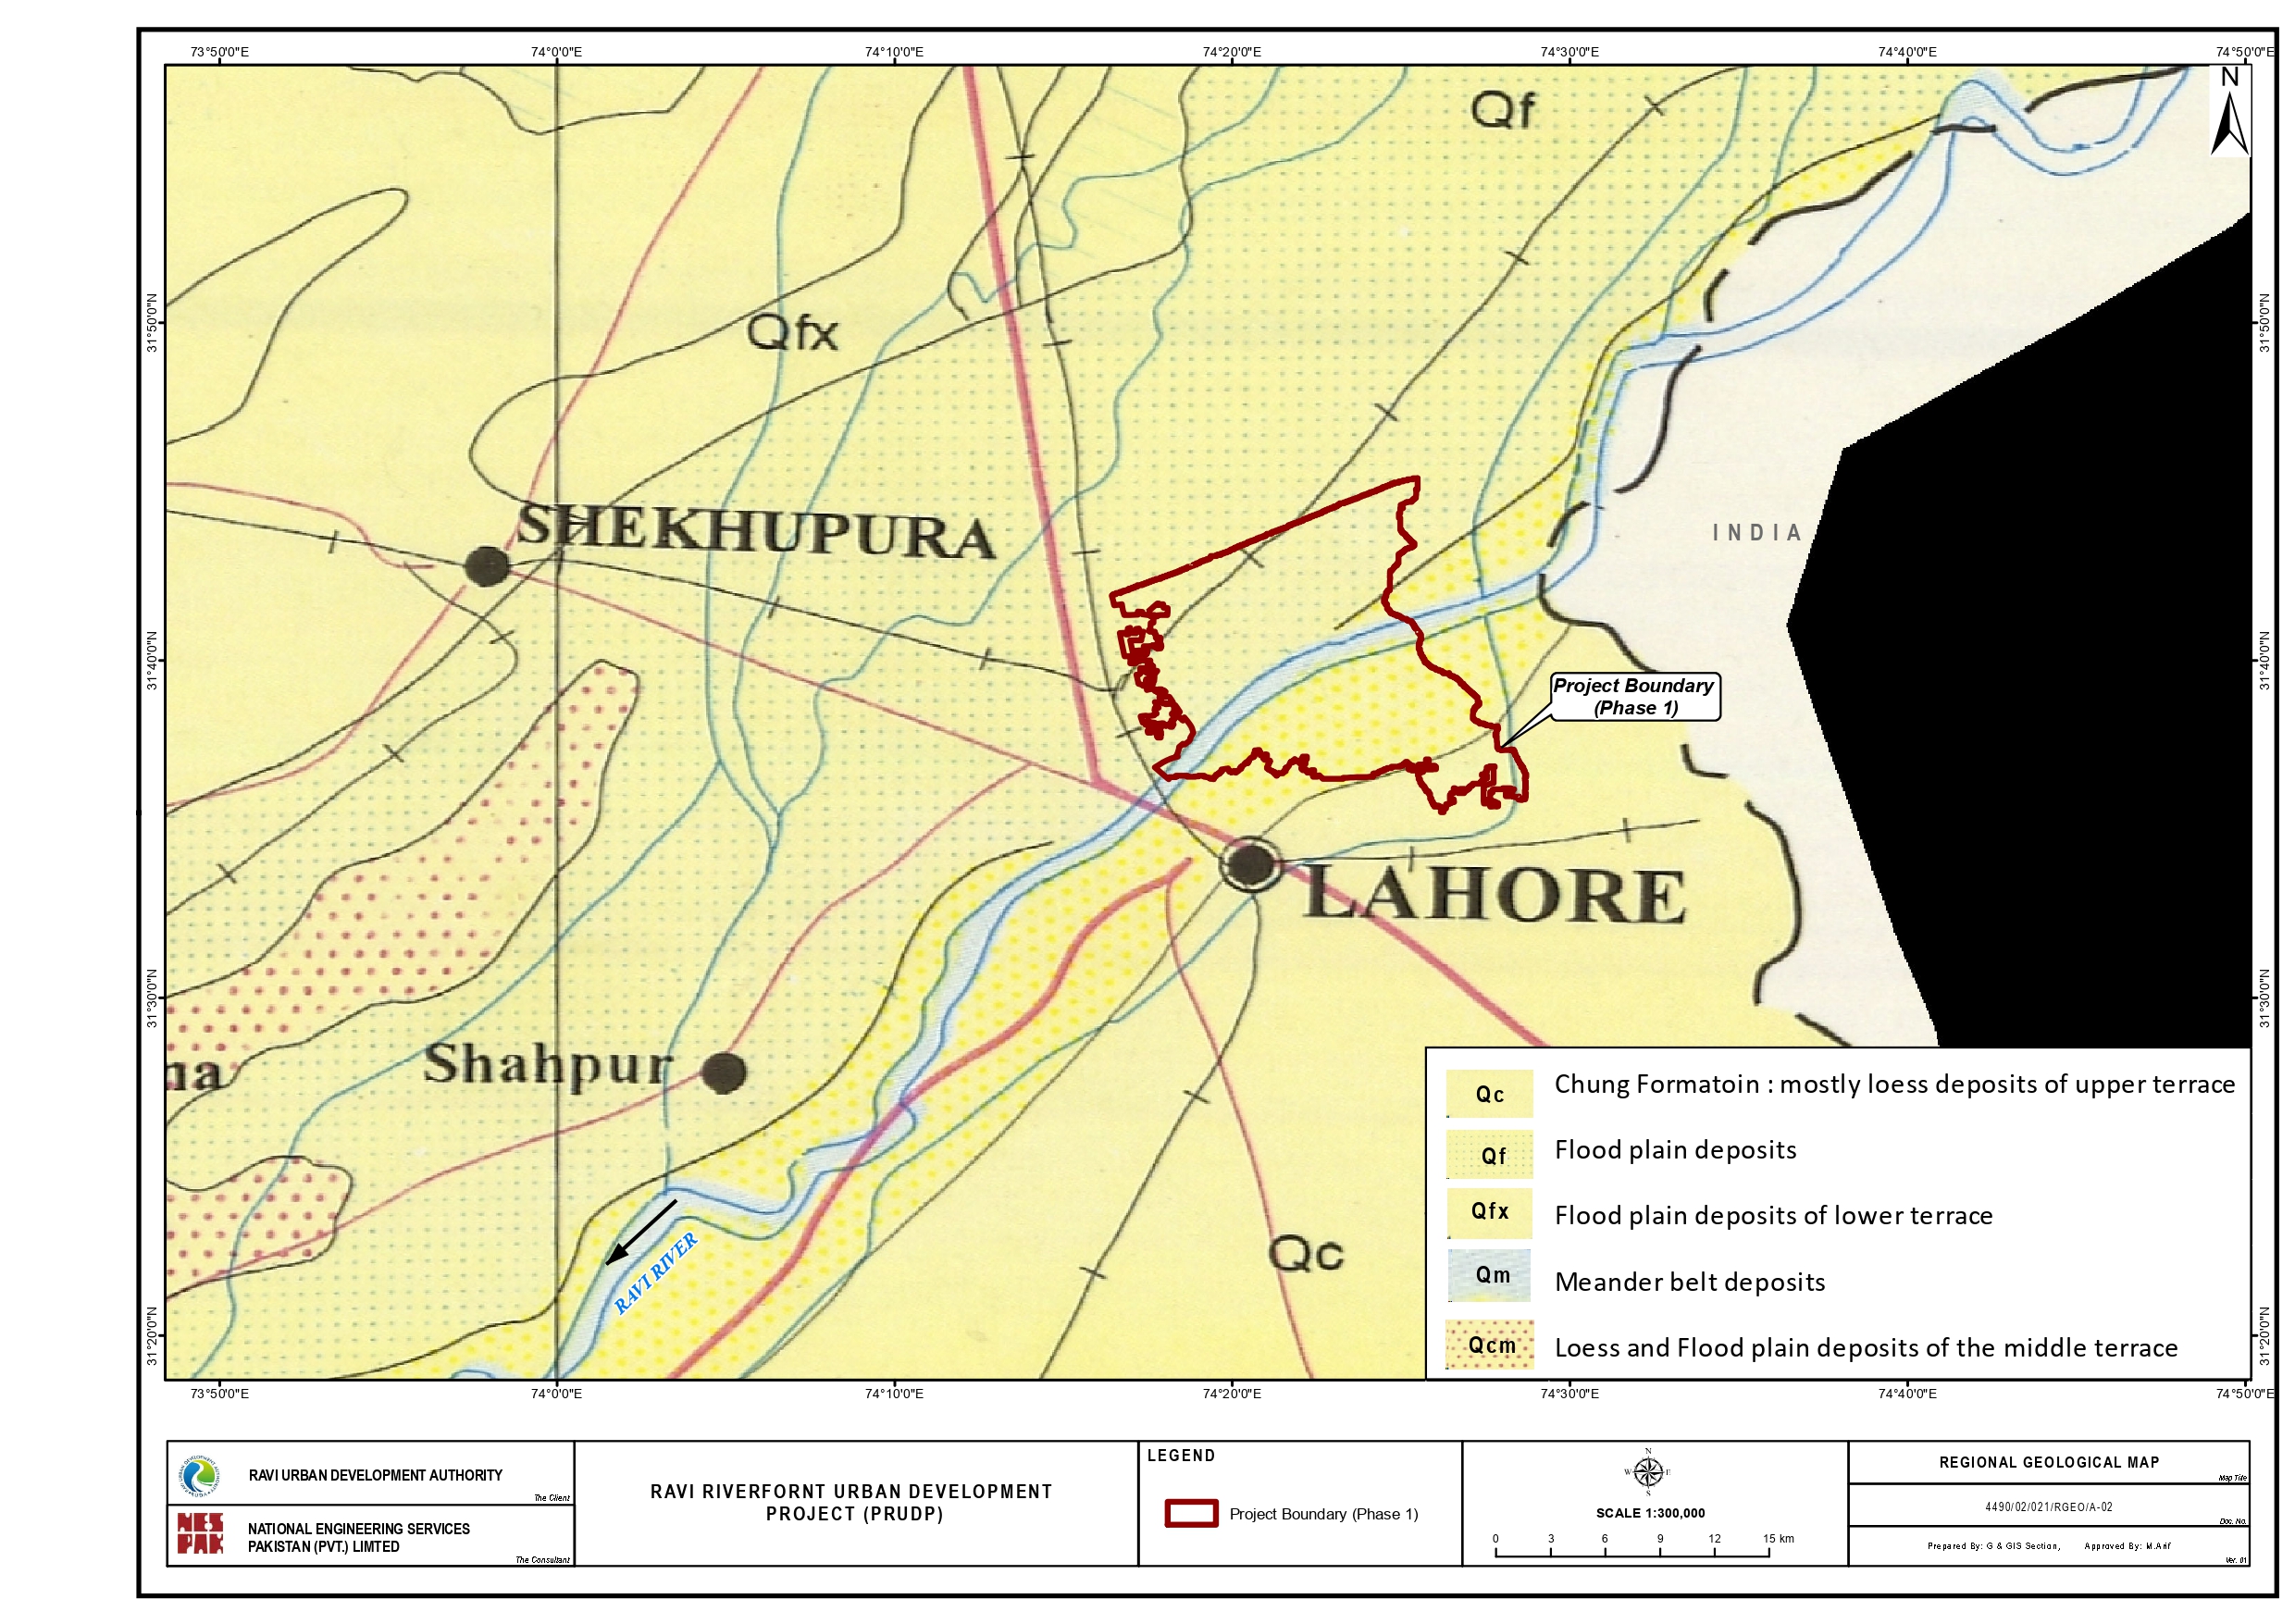 73°50'0"E 74°0'0"E 74°10'0"E 74°20'0"E 74°30'0"E 74°40'0"E 74°50'0"E
N
Qf
31°50'0"N
31°50'0"N
Qfx
SHEKHUPURA
INDIA
31°40'0"N
31°40'0"N
Project Boundary
(Phase 1)
LAHORE
31°30'0"N
31°30'0"N
na
Shahpur
RAVI RIVER
Qc
31°20'0"N
31°20'0"N
Qc Chung Formatoin : mostly loess deposits of upper terrace
Qf Flood plain deposits
Qfx Flood plain deposits of lower terrace
Qm Meander belt deposits
Qcm Loess and Flood plain deposits of the middle terrace
73°50'0"E 74°0'0"E 74°10'0"E 74°20'0"E 74°30'0"E 74°40'0"E 74°50'0"E
RAVI URBAN DEVELOPMENT AUTHORITY
The Client
NESPAK
NATIONAL ENGINEERING SERVICES
PAKISTAN (PVT.) LIMTED
The Consultant
RAVI RIVERFORNT URBAN DEVELOPMENT
PROJECT (PRUDP)
LEGEND
Project Boundary (Phase 1)
N
W E
S
SCALE 1:300,000
0 3 6 9 12 15 km
REGIONAL GEOLOGICAL MAP
Map Title
4490/02/021/RGEO/A-02
Doc. No.
Prepared By: G & GIS Section, Approved By: M.Arif
Ver. 01